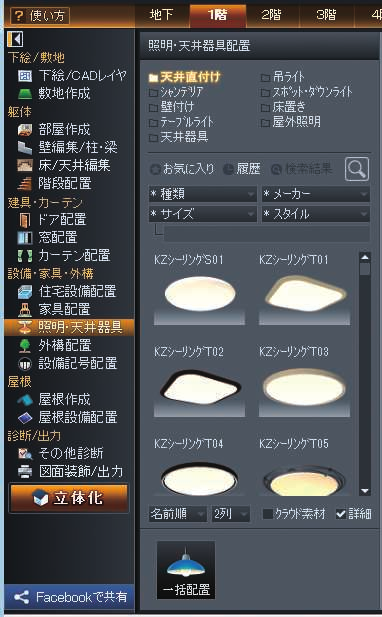 ? 使い方
地下 1階 2階 3階
下絵/敷地
下絵/CADレイヤ
敷地作成
躯体
部屋作成
壁編集/柱・梁
床/天井編集
階段配置
建具・カーテン
ドア配置
窓配置
カーテン配置
設備・家具・外構
住宅設備配置
家具配置
照明・天井器具
外構配置
設備記号配置
屋根
屋根作成
屋根設備配置
診断/出力
その他診断
図面装飾/出力
立体化
Facebookで共有
照明・天井器具配置
天井直付け 吊ライト
シャンデリア スポット・ダウンライト
壁付け 床置き
テーブルライト 屋外照明
天井器具
お気に入り 履歴 検索結果
* 種類 * メーカー
* サイズ * スタイル
KZシーリングS01 KZシーリングT01
KZシーリングT02 KZシーリングT03
KZシーリングT04 KZシーリングT05
名前順 2列 クラウド素材 詳細
一括配置